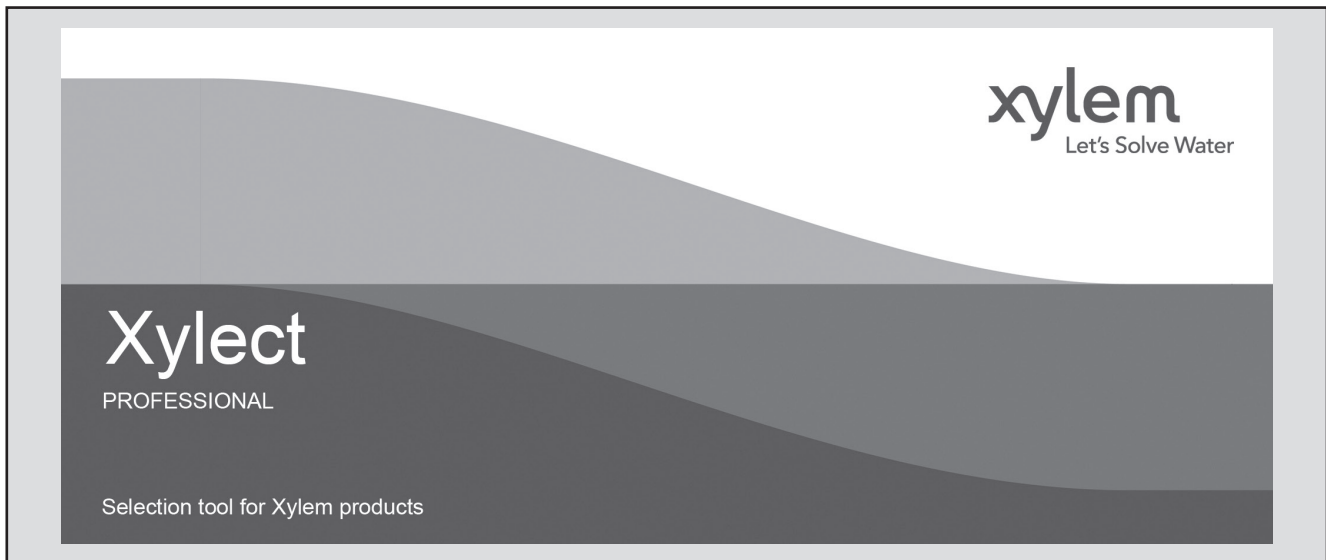 xylem
Let's Solve Water
Xylect
PROFESSIONAL
Selection tool for Xylem products